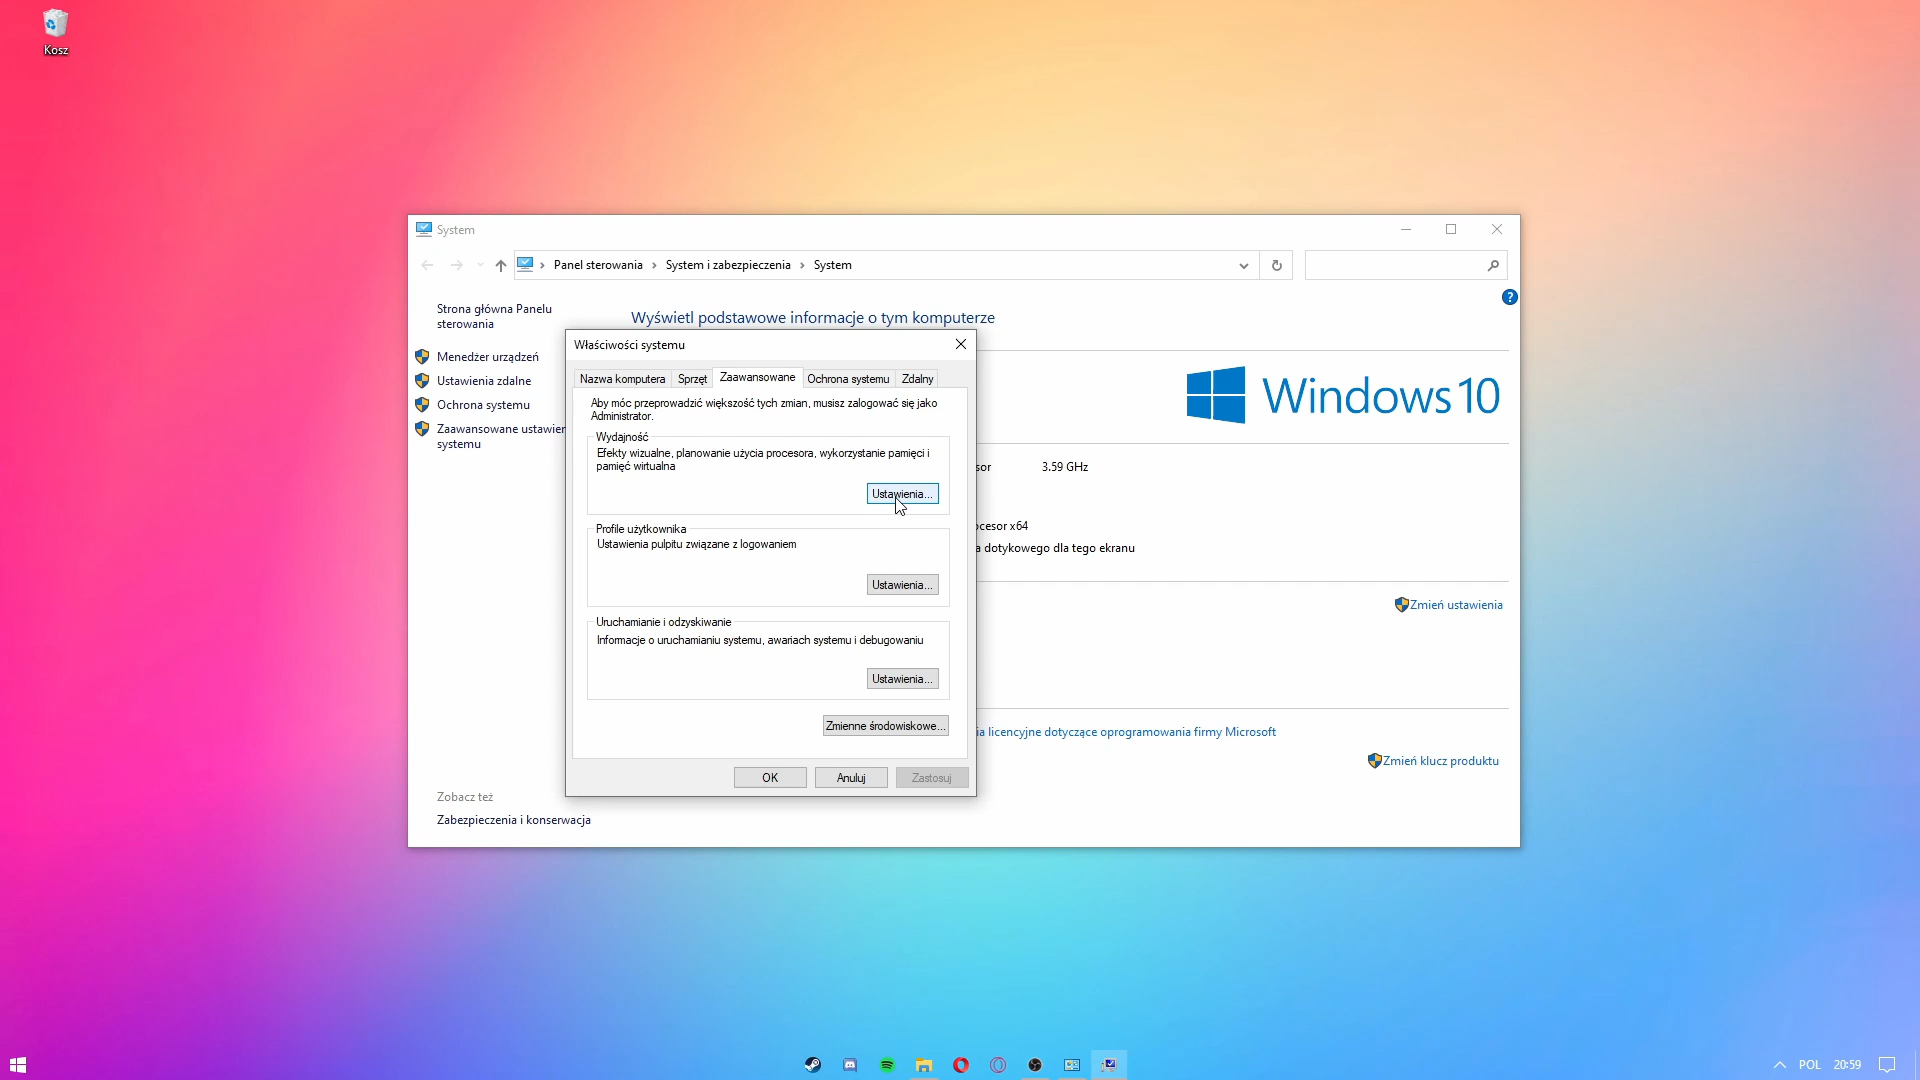 Kosz
System
Panel sterowania
System i zabezpieczenia
System
Strona główna Panelu
sterowania
Menedżer urządzeń
Ustawienia zdalne
Ochrona systemu
Zaawansowane
systemu
Zobacz też
Zabezpieczenia i konserwacja
Wyświetl podstawowe informacje o tym komputerze
Windows 10
3.59 GHz
x64
dotykowego dla tego ekranu
Zmień ustawienia
licencyjne dotyczące oprogramowania firmy Microsoft
Zmień klucz produktu
Właściwości systemu
Nazwa komputera
Sprzęt
Zaawansowane
Ochrona systemu
Zdalny
Aby móc przeprowadzić większość tych zmian, musisz zalogować się jako
Administrator.
Wydajność
Efekty wizualne, planowanie użycia procesora, wykorzystanie pamięci i
pamięć wirtualna
Ustawienia...
Profile użytkownika
Ustawienia pulpitu związane z logowaniem
Ustawienia...
Uruchamianie i odzyskiwanie
Informacje o uruchamianiu systemu, awariach systemu i debugowaniu
Ustawienia...
Zmienne środowiskowe...
OK
Anuluj
Zastosuj
POL
20:59